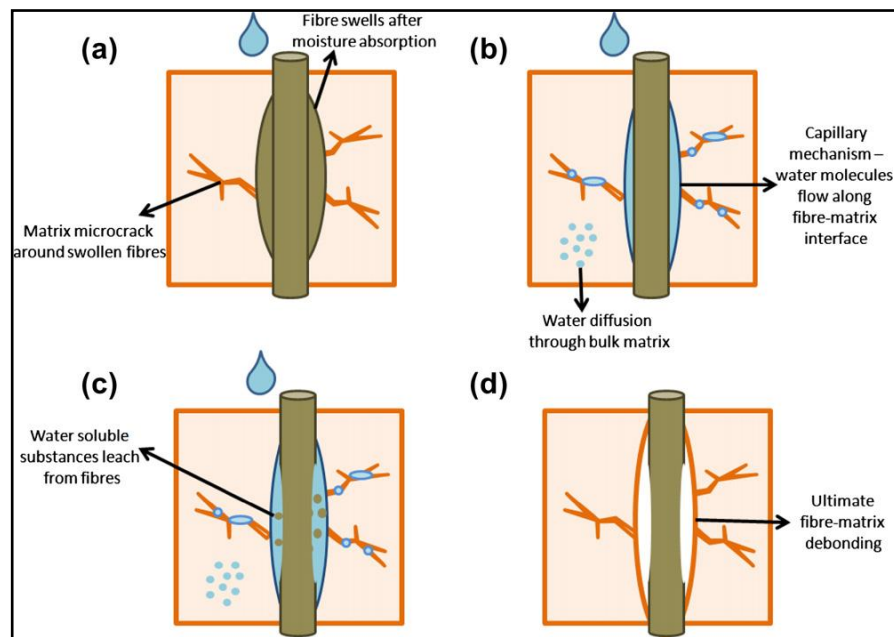 (a)
Fibre swells after
moisture absorption
Matrix microcrack
around swollen fibres
(b)
Capillary
mechanism –
water molecules
flow along
fibre-matrix
interface
Water diffusion
through bulk matrix
(c)
Water soluble
substances leach
from fibres
(d)
Ultimate
fibre-matrix
debonding